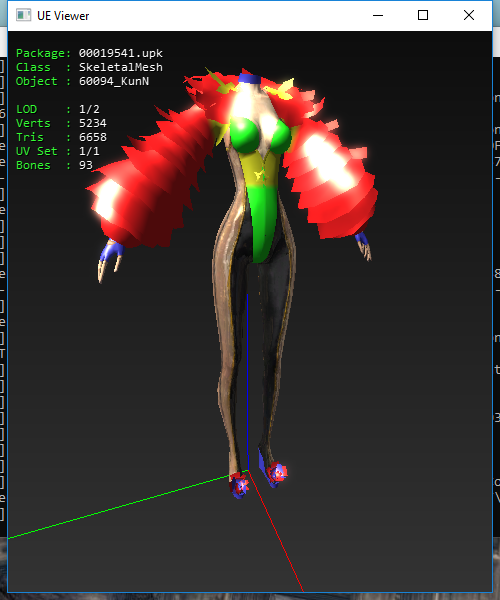 UE Viewer
Package: 00019541.upk
Class : SkeletalMesh
Object : 60094_KunN
LOD : 1/2
Verts : 5234
Tris : 6658
UV Set : 1/1
Bones : 93